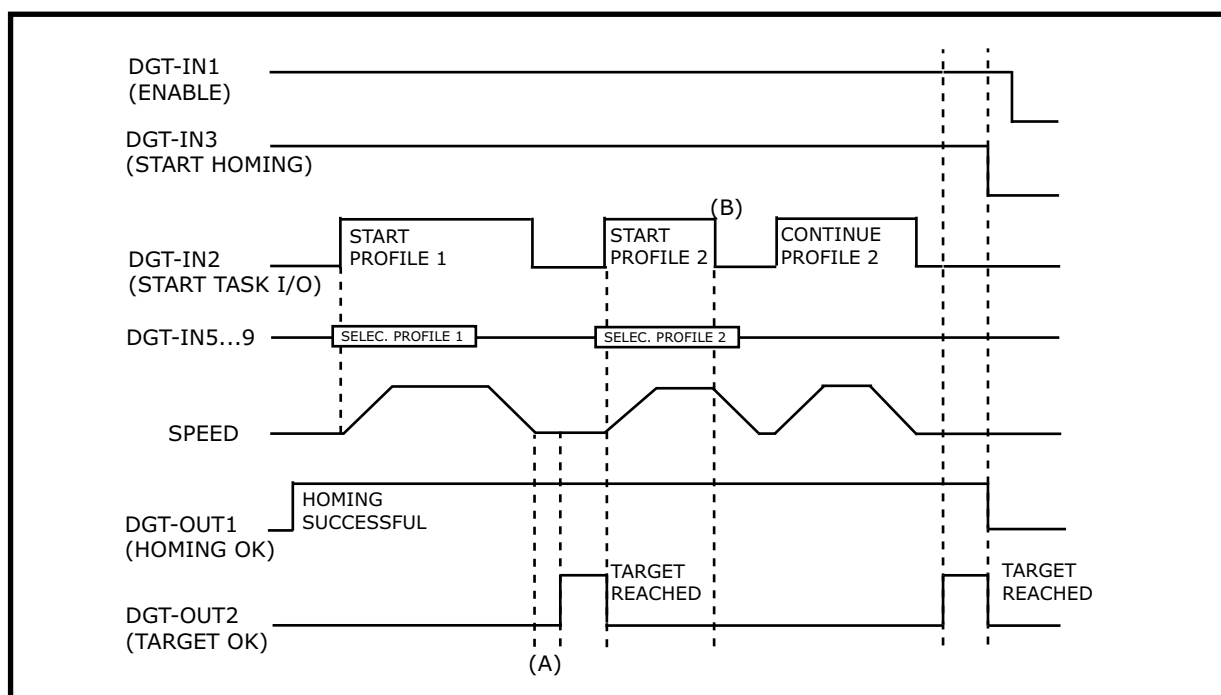 DGT-IN1
(ENABLE)
DGT-IN3
(START HOMING)
(B)
START
PROFILE 1
START
PROFILE 2
CONTINUE
PROFILE 2
DGT-IN2
(START TASK I/O)
DGT-IN5...9
SELEC. PROFILE 1
SELEC. PROFILE 2
SPEED
HOMING
SUCCESSFUL
DGT-OUT1
(HOMING OK)
TARGET
REACHED
TARGET
REACHED
DGT-OUT2
(TARGET OK)
(A)